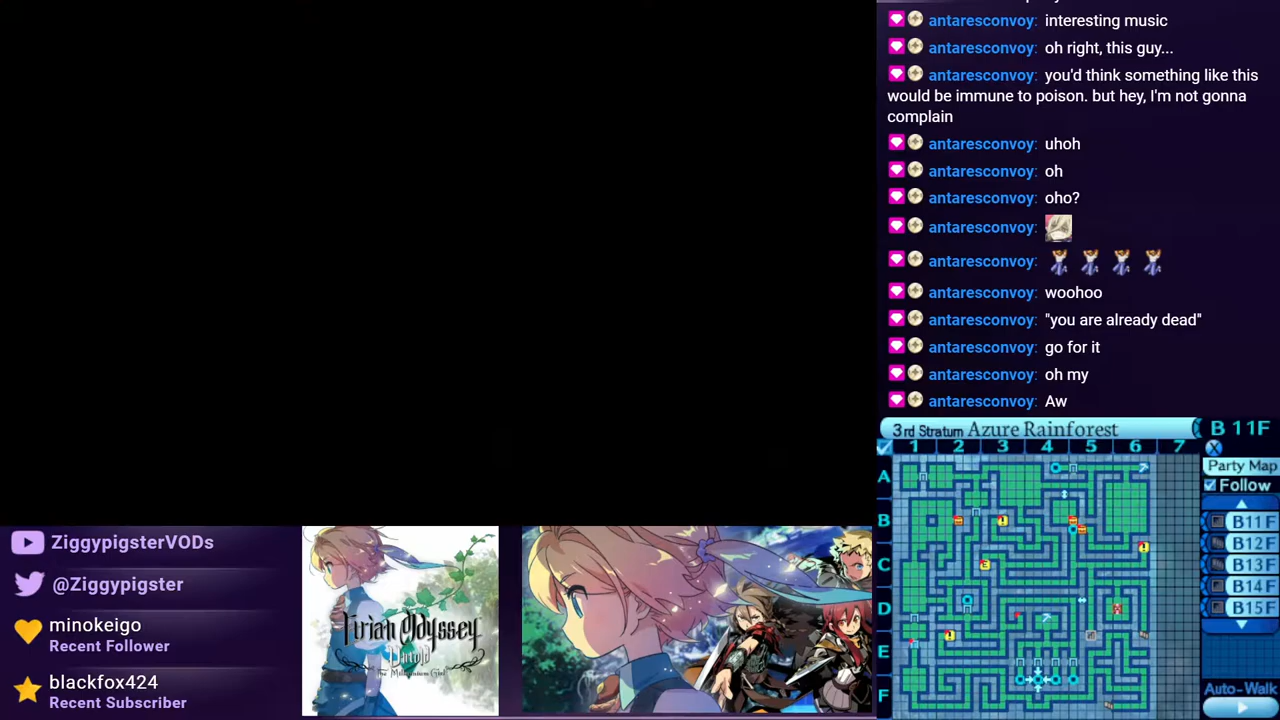 antaresconvoy: interesting music
antaresconvoy: oh right, this guy...
antaresconvoy: you'd think something like this
would be immune to poison. but hey, I'm not gonna
complain
antaresconvoy: uhoh
antaresconvoy: oh
antaresconvoy: oho?
antaresconvoy:
antaresconvoy:
antaresconvoy: woohoo
antaresconvoy: "you are already dead"
antaresconvoy: go for it
antaresconvoy: oh my
antaresconvoy: Aw
3rd Stratum Azure Rainforest B 11F
1 2 3 4 5 6 7
X
Party Map
Follow
A
B
C
D
E
F
B11F
B12F
B13F
B14F
B15F
Auto-Walk
ZiggypigsterVODs
@Ziggypigster
minokeigo
Recent Follower
blackfox424
Recent Subscriber
Odyssey
Untold
The Millennium Girl